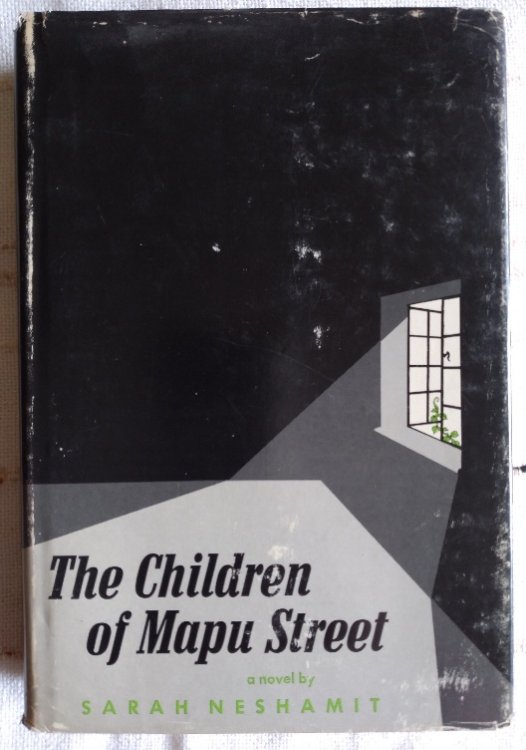 The Children
of Mapu Street
a novel by
SARAH NESHAMIT